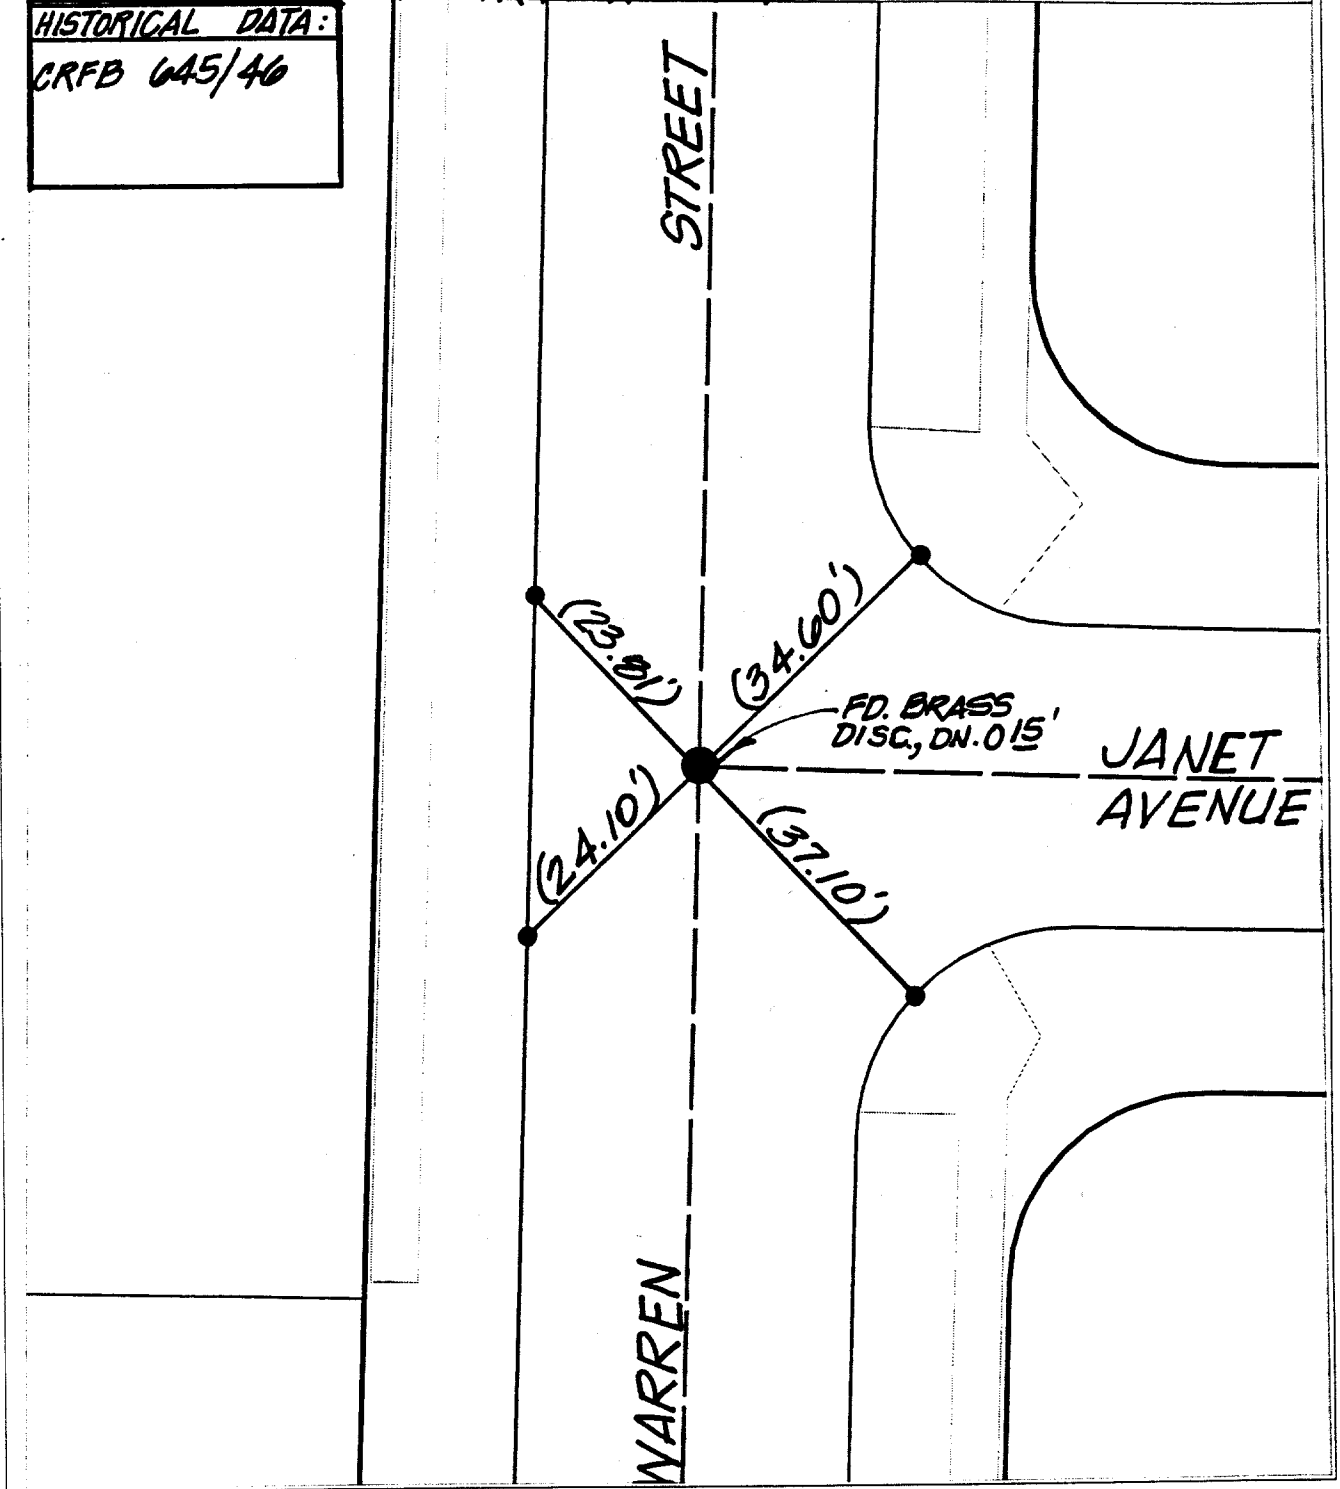 HISTORICAL DATA:
CRFB 645/46
STREET
(23.81')
(34.60')
FD. BRASS
DISC., DN. 0.15'
JANET
AVENUE
(24.10')
(37.10')
WARREN